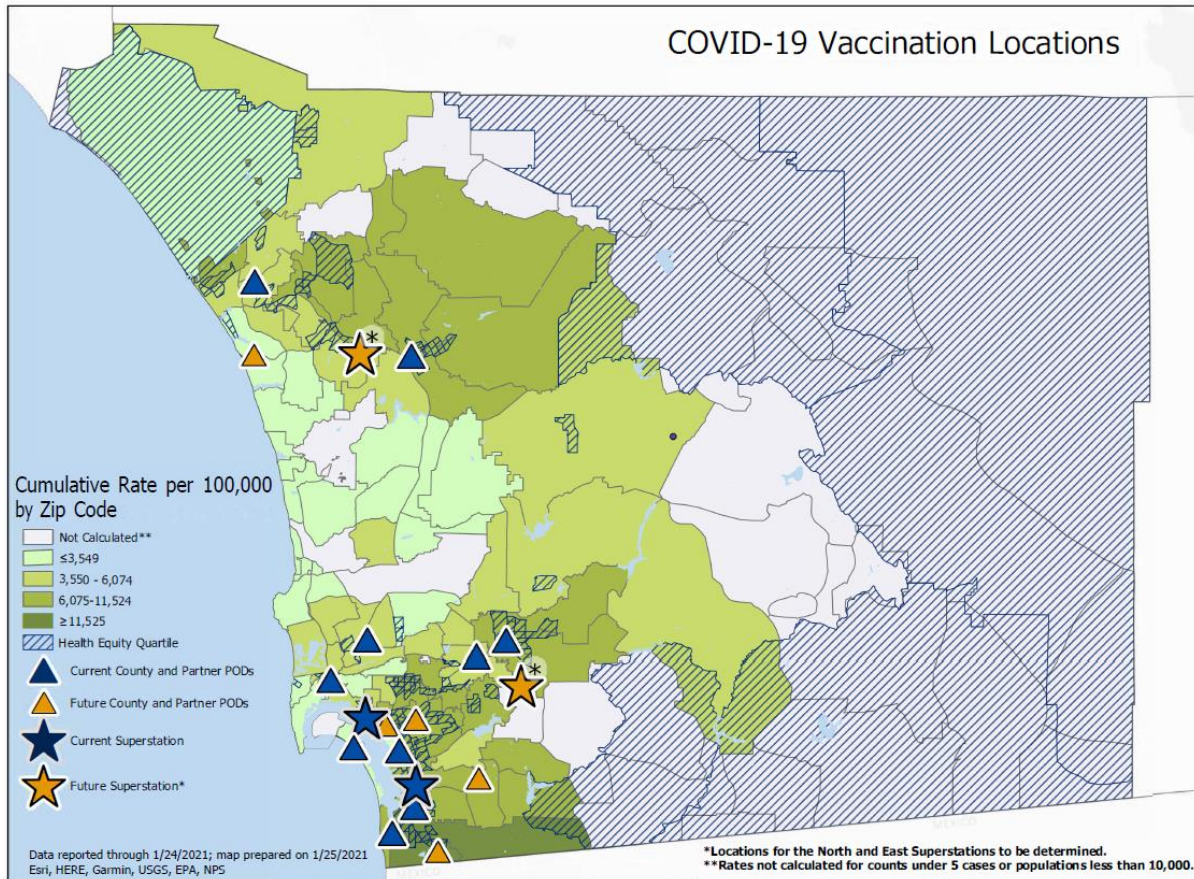 COVID-19 Vaccination Locations
*
*
Cumulative Rate per 100,000
by Zip Code
Not Calculated**
≤3,549
3,550 - 6,074
6,075-11,524
≥11,525
Health Equity Quartile
Current County and Partner PODs
Future County and Partner PODs
Current Superstation
Future Superstation*
Data reported through 1/24/2021; map prepared on 1/25/2021
Esri, HERE, Garmin, USGS, EPA, NPS
MEXICO
MEXICO
*Locations for the North and East Superstations to be determined.
**Rates not calculated for counts under 5 cases or populations less than 10,000.